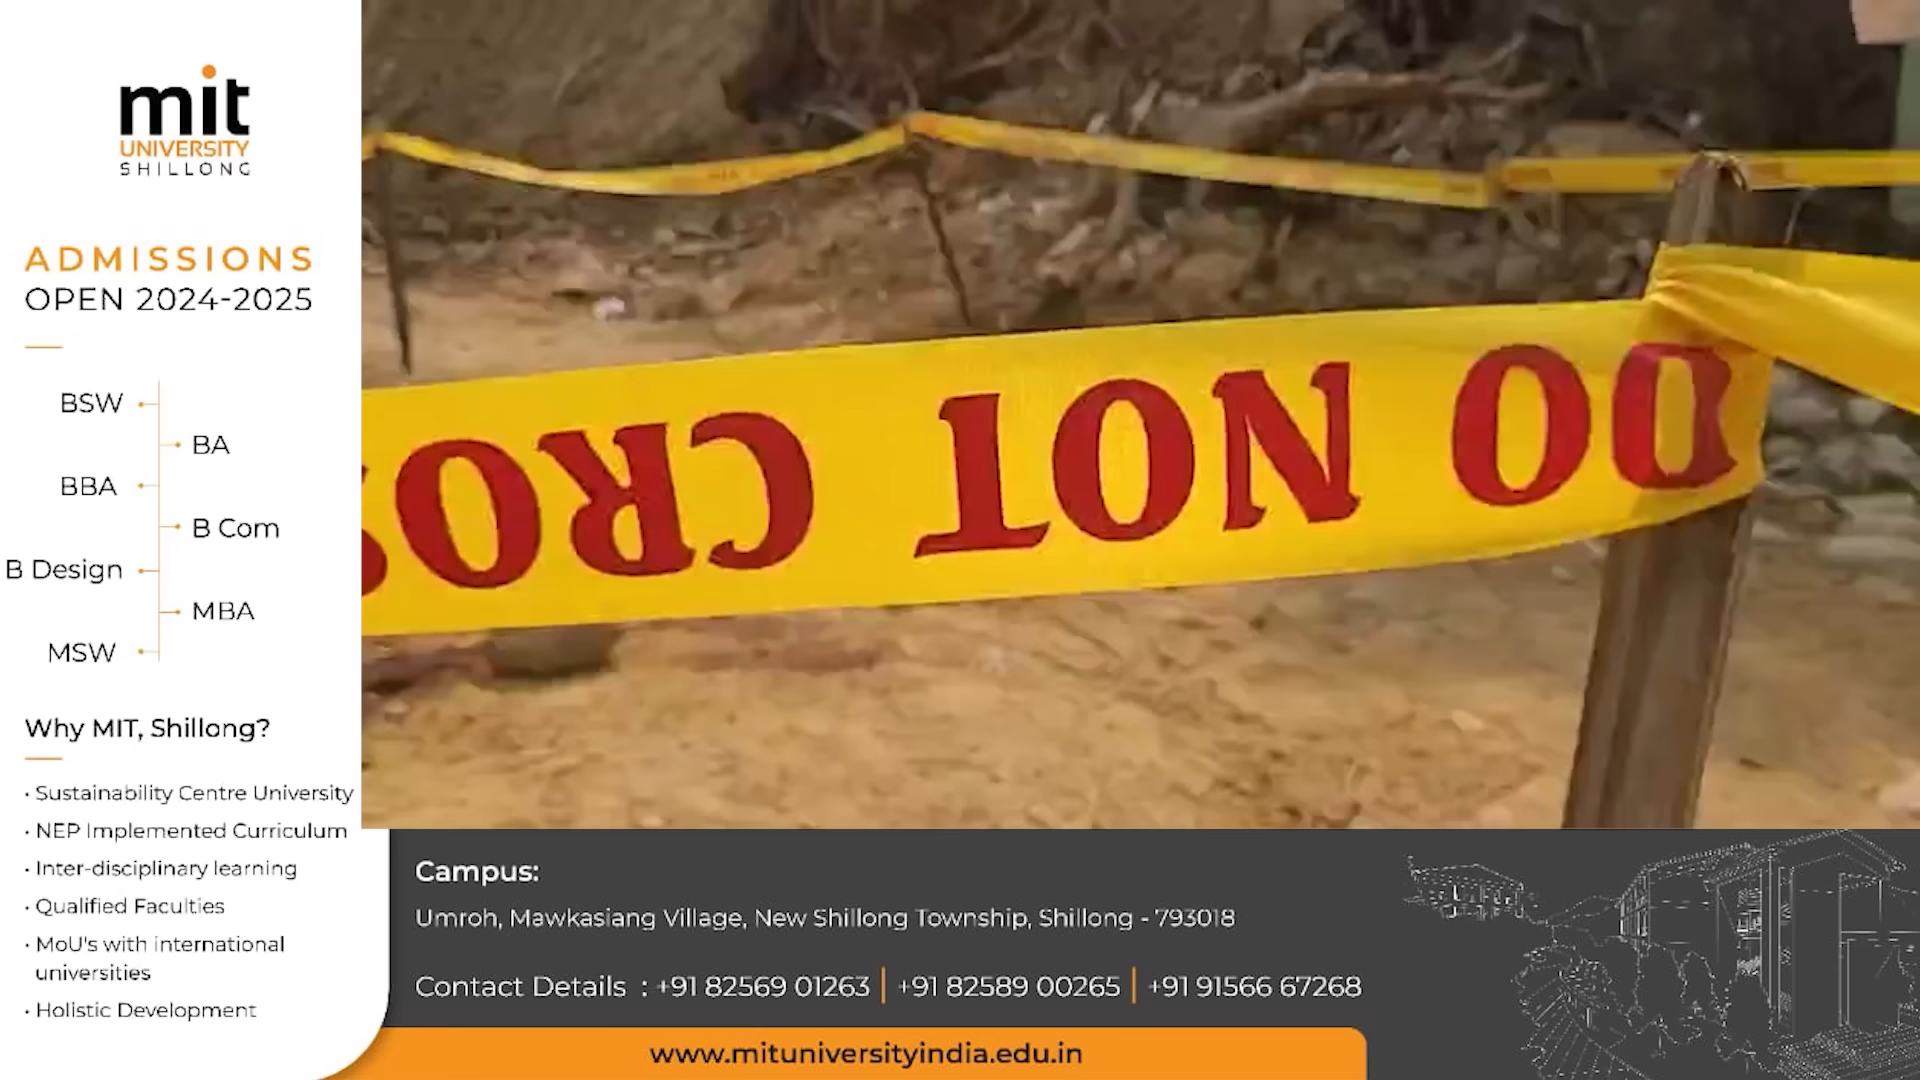 mit
UNIVERSITY
SHILLONG
ADMISSIONS
OPEN 2024-2025
BSW
BA
BBA
B Com
B Design
MBA
MSW
Why MIT, Shillong?
• Sustainability Centre University
• NEP Implemented Curriculum
• Inter-disciplinary learning
• Qualified Faculties
• MoU's with international
universities
• Holistic Development
DO NOT CROS
Campus:
Umroh, Mawkasiang Village, New Shillong Township, Shillong - 793018
Contact Details : +91 82569 01263 | +91 82589 00265 | +91 91566 67268
www.mituniversityindia.edu.in